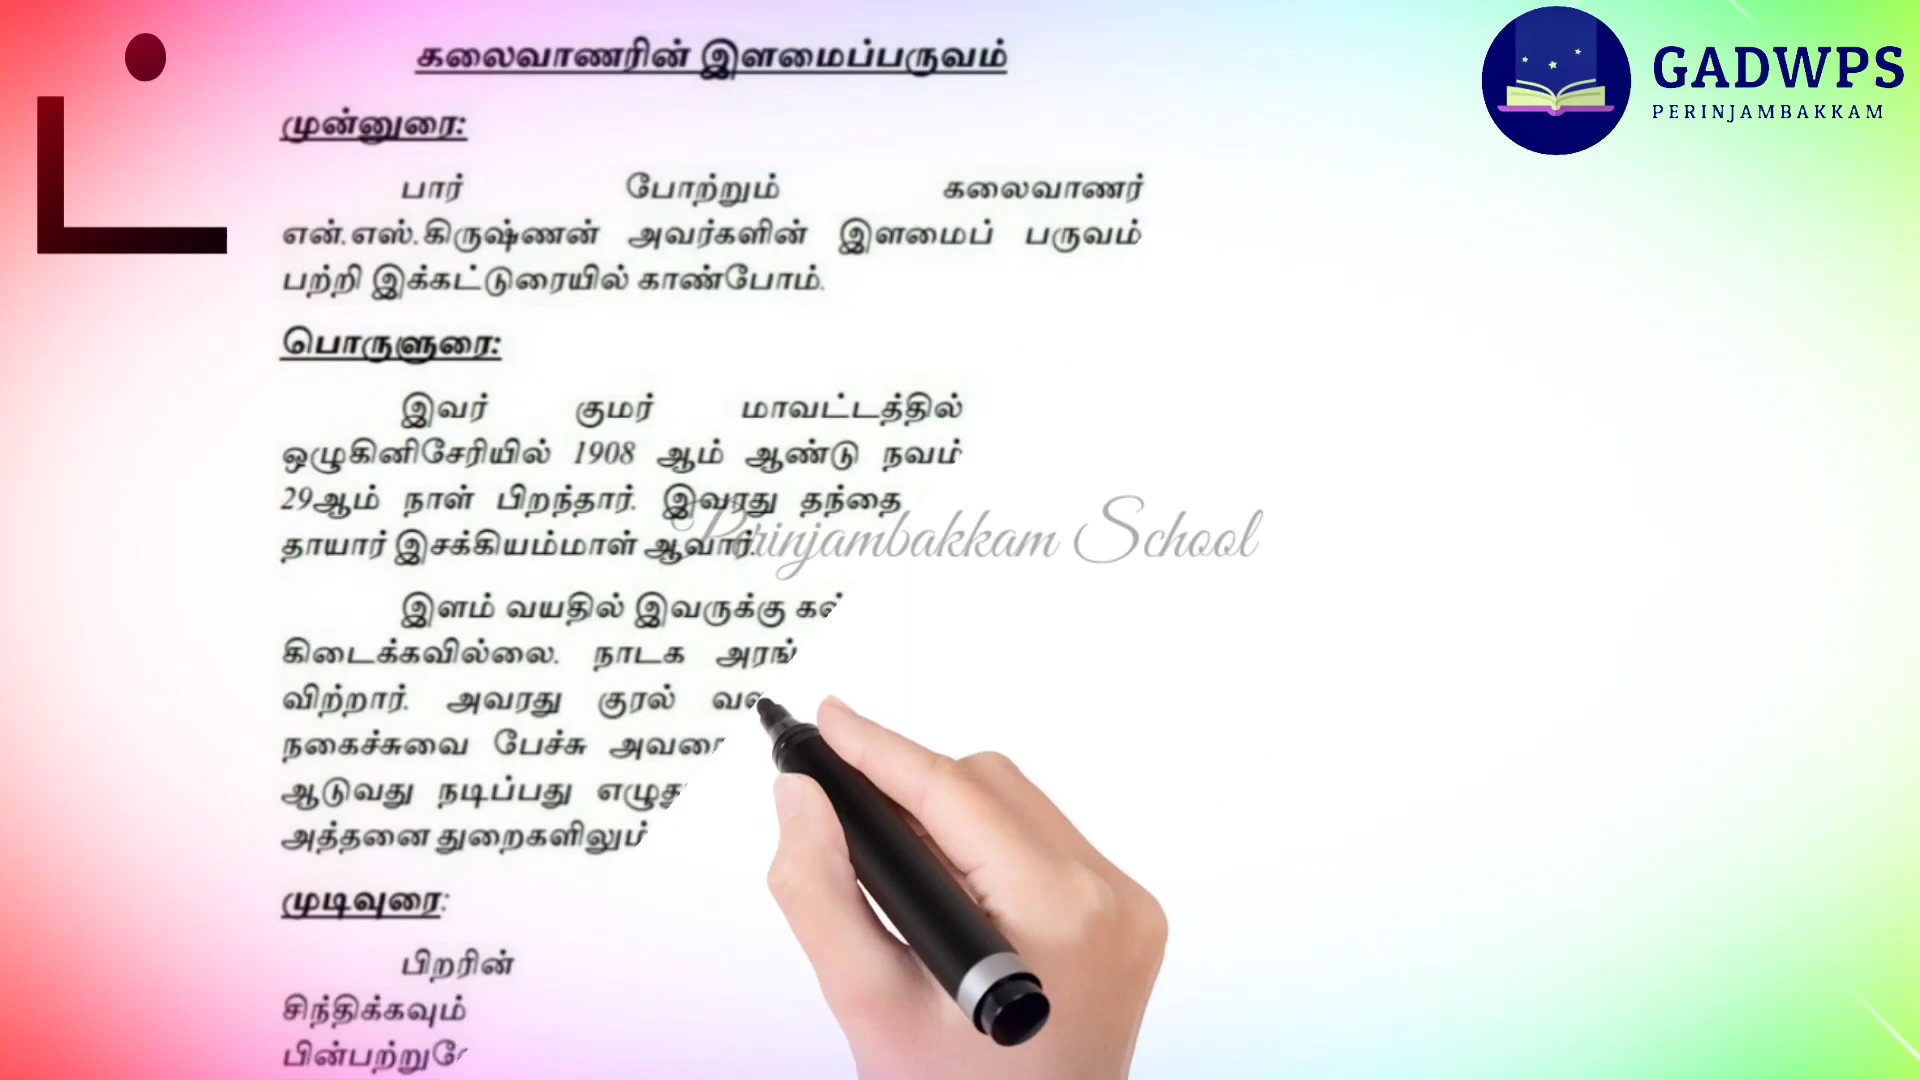 கலைவாணரின் இளமைப்பருவம்
முன்னுரை:
பார் போற்றும் கலைவாணர்
என்.எஸ்.கிருஷ்ணன் அவர்களின் இளமைப் பருவம்
பற்றி இக்கட்டுரையில் காண்போம்.
பொருளுரை:
இவர் குமர் மாவட்டத்தில்
ஒழுகினிசேரியில் 1908 ஆம் ஆண்டு நவம்
29ஆம் நாள் பிறந்தார். இவரது தந்தை
தாயார் இசக்கியம்மாள் ஆவார்.
இளம் வயதில் இவருக்கு
கிடைக்கவில்லை. நாடக
விற்றார். அவரது குரல்
நகைச்சுவை பேச்சு அவரை
ஆடுவது நடிப்பது
அத்தனை துறைகளிலும்
முடிவுரை:
பிறரின்
சிந்திக்கவும்
GADWPS
PERINJAMBAKKAM
Perinjambakkam School